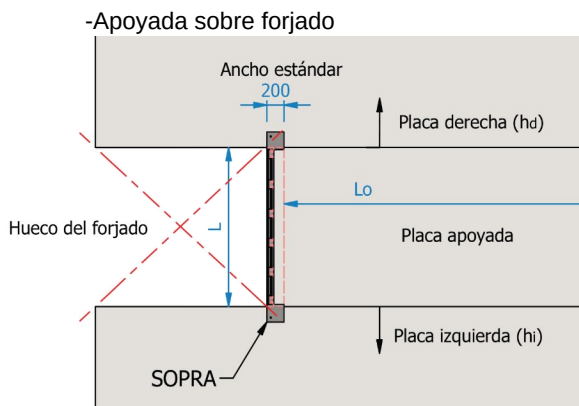 -Apoyada sobre forjado
Ancho estándar
200
Placa derecha (hd)
Lo
Hueco del forjado
L
Placa apoyada
Placa izquierda (hi)
SOPRA